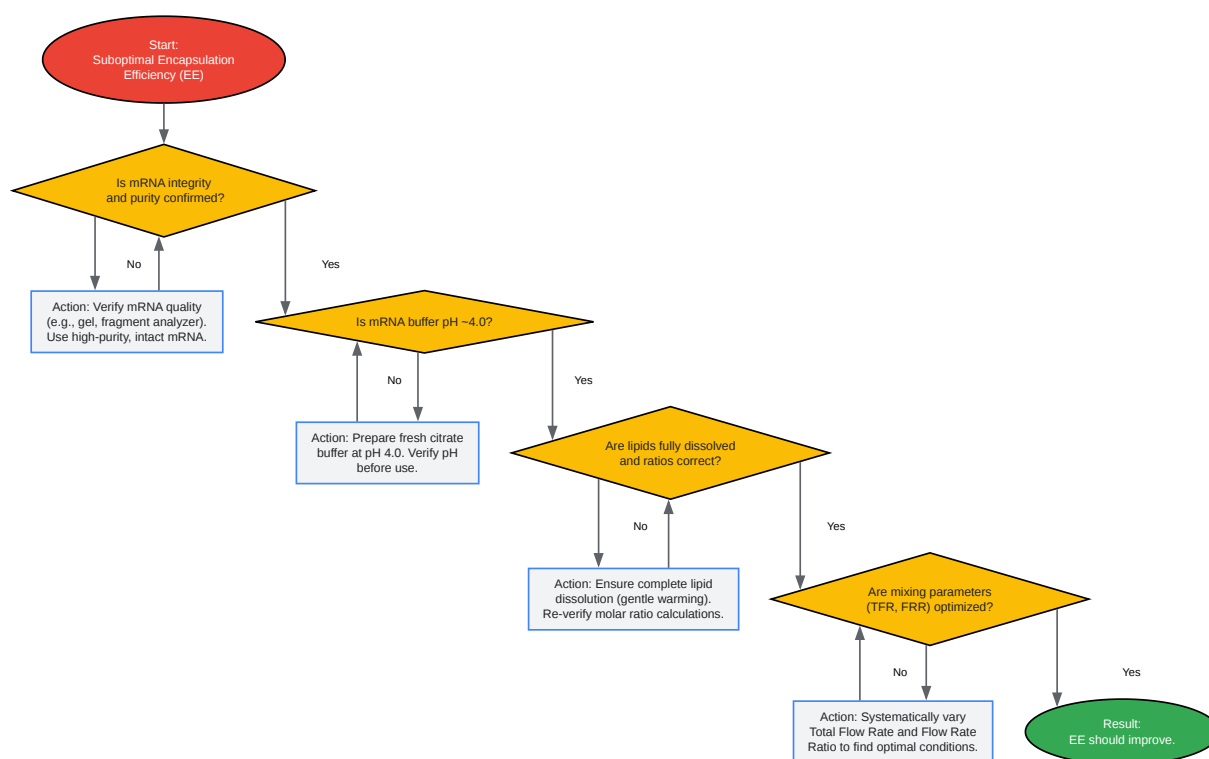 Start:
Suboptimal Encapsulation
Efficiency (EE)
Is mRNA integrity
and purity confirmed?
No
Yes
Action: Verify mRNA quality
(e.g., gel, fragment analyzer).
Use high-purity, intact mRNA.
Is mRNA buffer pH ~4.0?
No
Yes
Action: Prepare fresh citrate
buffer at pH 4.0. Verify pH
before use.
Are lipids fully dissolved
and ratios correct?
No
Yes
Action: Ensure complete lipid
dissolution (gentle warming).
Re-verify molar ratio calculations.
Are mixing parameters
(TFR, FRR) optimized?
No
Yes
Action: Systematically vary
Total Flow Rate and Flow Rate
Ratio to find optimal conditions.
Result:
EE should improve.